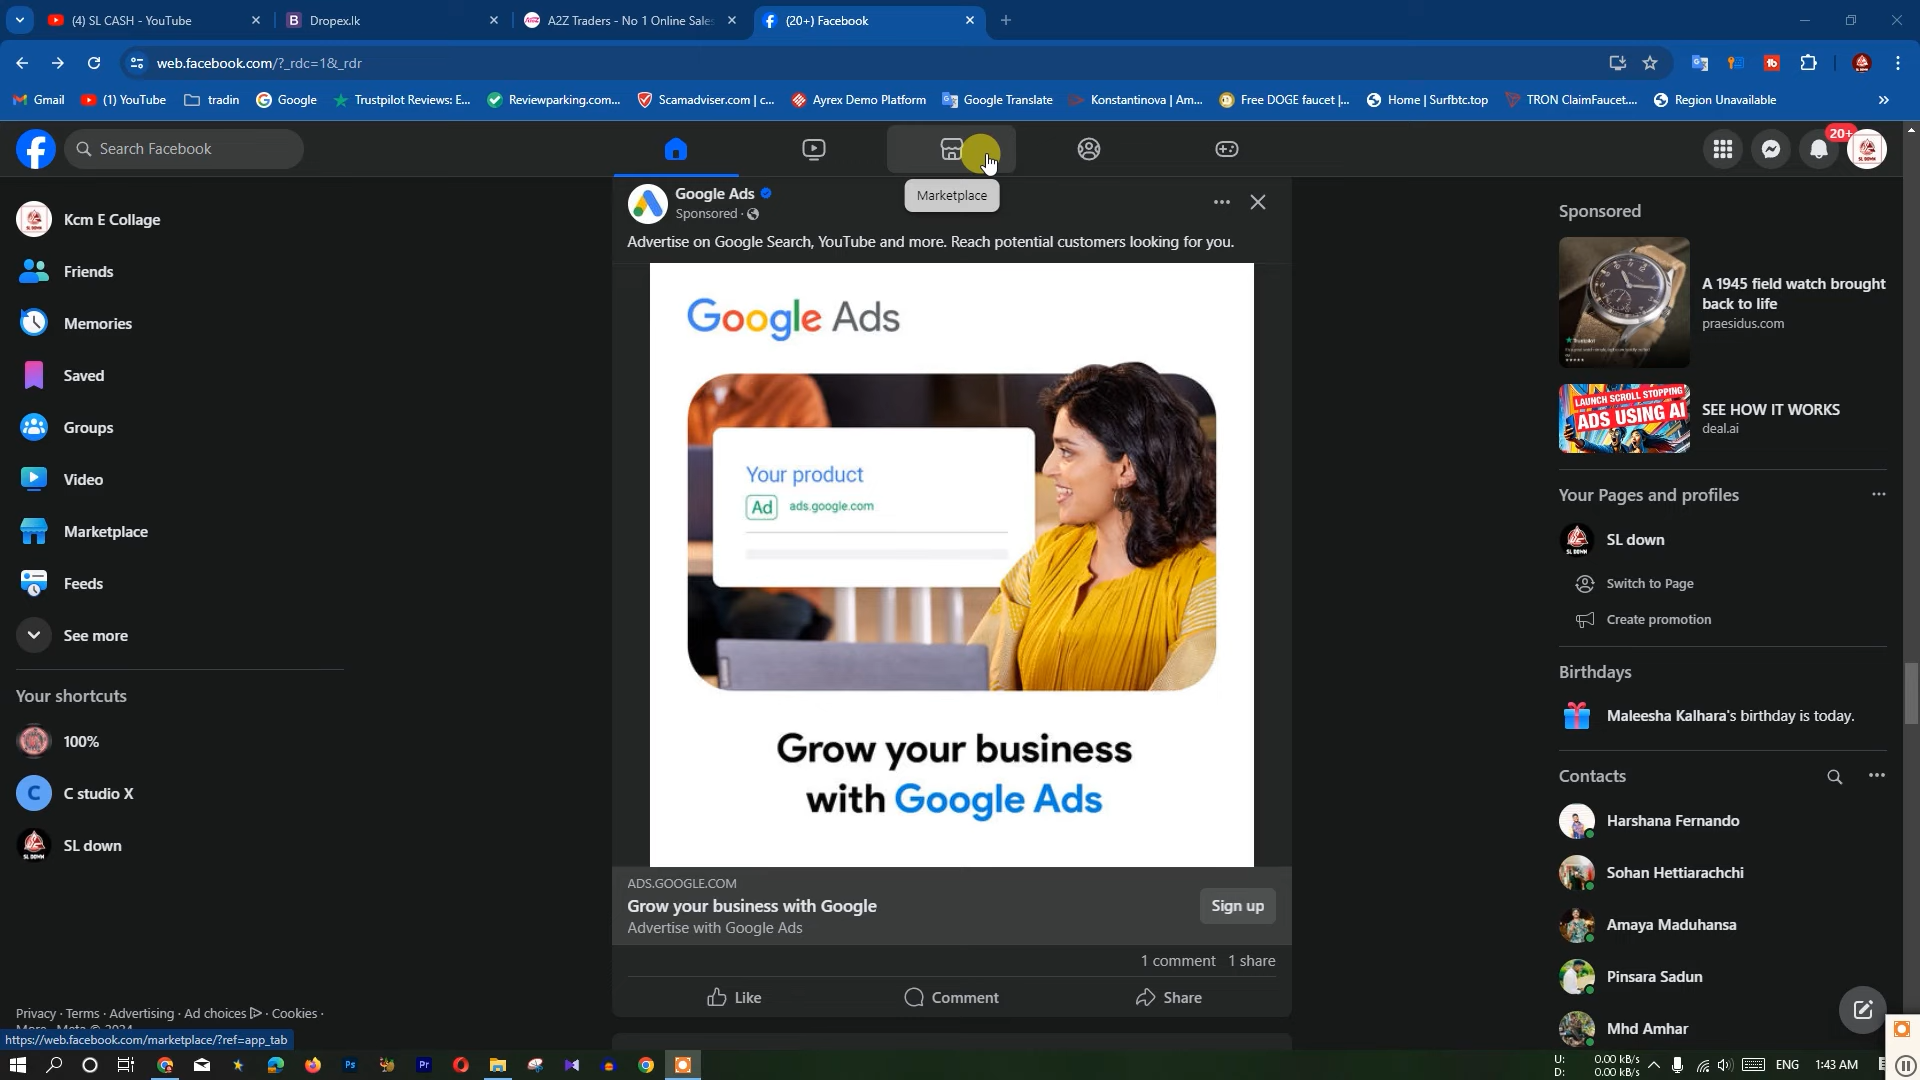 (4) SL CASH - YouTube
Dropex.lk
A2Z Traders - No 1 Online Sales
(20+) Facebook
web.facebook.com/?_rdc=1&_rdr
Gmail
(1) YouTube
tradin
Google
Trustpilot Reviews: E...
Reviewparking.com...
Scamadviser.com | c...
Ayrex Demo Platform
Google Translate
Konstantinova | Am...
Free DOGE faucet |...
Home | Surfbtc.top
TRON ClaimFaucet....
Region Unavailable
»
Search Facebook
20+
Marketplace
Kcm E Collage
Friends
Memories
Saved
Groups
Video
Marketplace
Feeds
See more
Your shortcuts
100%
C studio X
SL down
Privacy · Terms · Advertising · Ad choices · Cookies ·
https://web.facebook.com/marketplace/?ref=app_tab
Google Ads
Sponsored ·
Advertise on Google Search, YouTube and more. Reach potential customers looking for you.
Google Ads
Your product
Ad ads.google.com
Grow your business
with Google Ads
ADS.GOOGLE.COM
Grow your business with Google
Advertise with Google Ads
Sign up
1 comment 1 share
Like
Comment
Share
Sponsored
A 1945 field watch brought
back to life
praesidus.com
LAUNCH SCROLL STOPPING
ADS USING AI
SEE HOW IT WORKS
deal.ai
Your Pages and profiles
SL down
Switch to Page
Create promotion
Birthdays
Maleesha Kalhara's birthday is today.
Contacts
Harshana Fernando
Sohan Hettiarachchi
Amaya Maduhansa
Pinsara Sadun
Mhd Amhar
U: 0.00 kB/s
D: 0.00 kB/s
ENG
1:43 AM